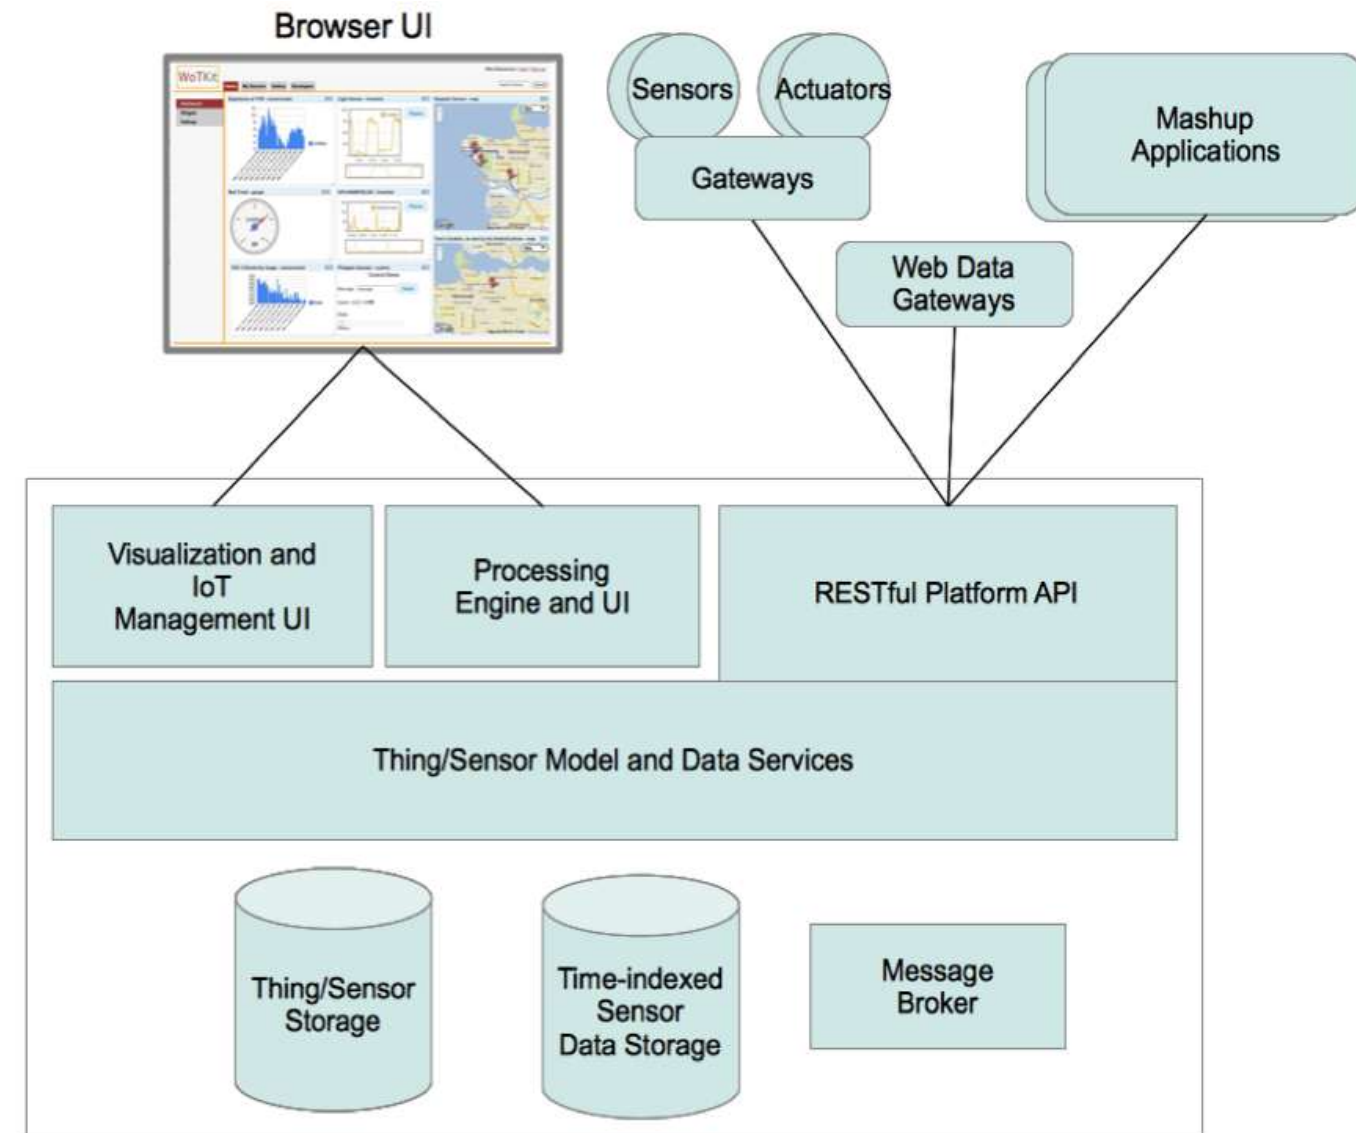 Browser UI
WoTKit
Sensors
Actuators
Gateways
Mashup
Applications
Web Data
Gateways
Visualization and
IoT
Management UI
Processing
Engine and UI
RESTful Platform API
Thing/Sensor Model and Data Services
Thing/Sensor
Storage
Time-indexed
Sensor
Data Storage
Message
Broker